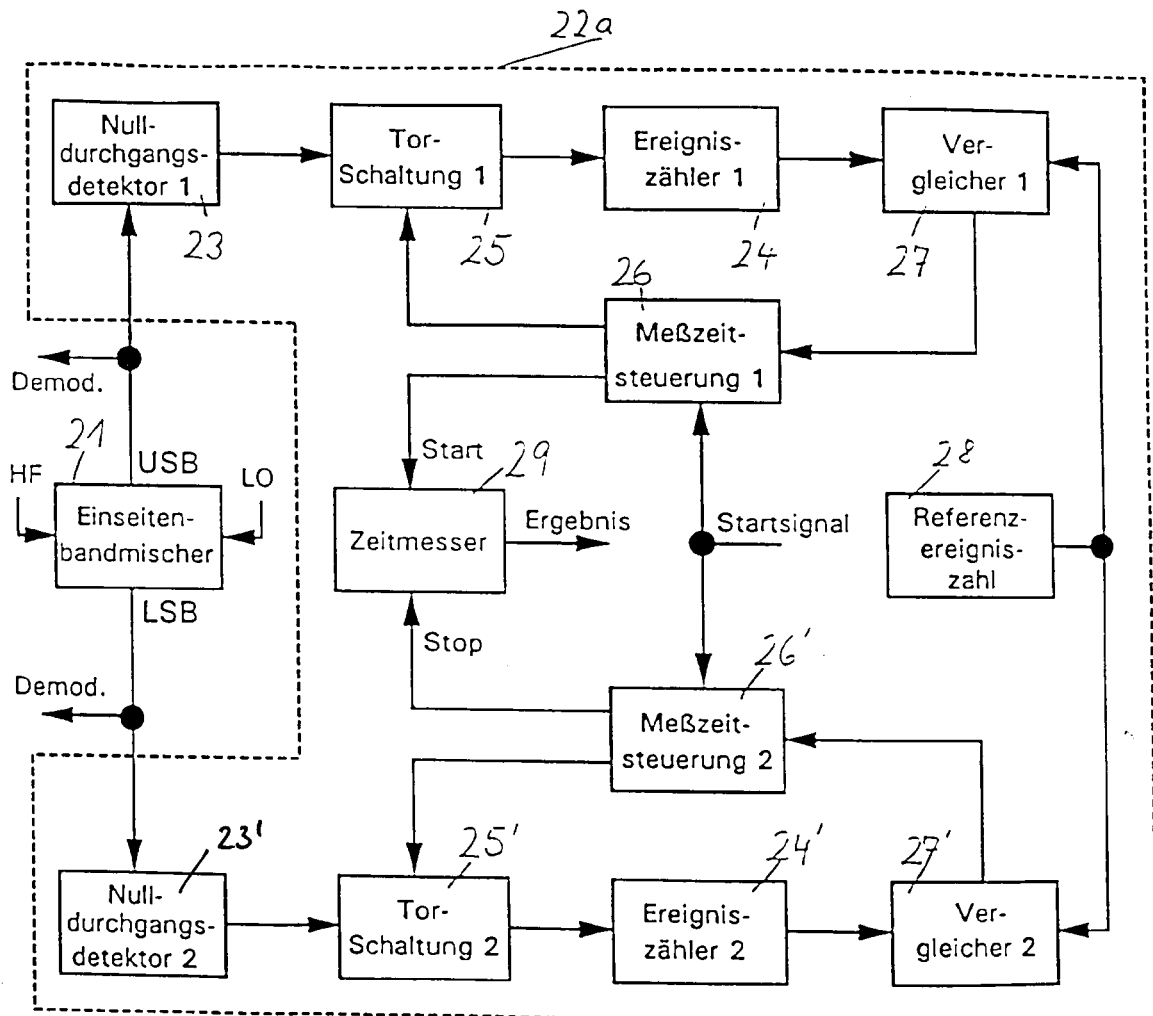 22a
Null-
durchgangs-
detektor 1
23
Tor-
Schaltung 1
25
Ereignis-
zähler 1
24
Ver-
gleicher 1
27
26
Meßzeit-
steuerung 1
Demod.
21
USB
HF
LO
Einseiten-
bandmischer
LSB
Start
29
Zeitmesser
Ergebnis
Startsignal
28
Referenz-
ereignis-
zahl
Stop
Demod.
26'
Meßzeit-
steuerung 2
23'
Null-
durchgangs-
detektor 2
25'
Tor-
Schaltung 2
24'
Ereignis-
zähler 2
27'
Ver-
gleicher 2